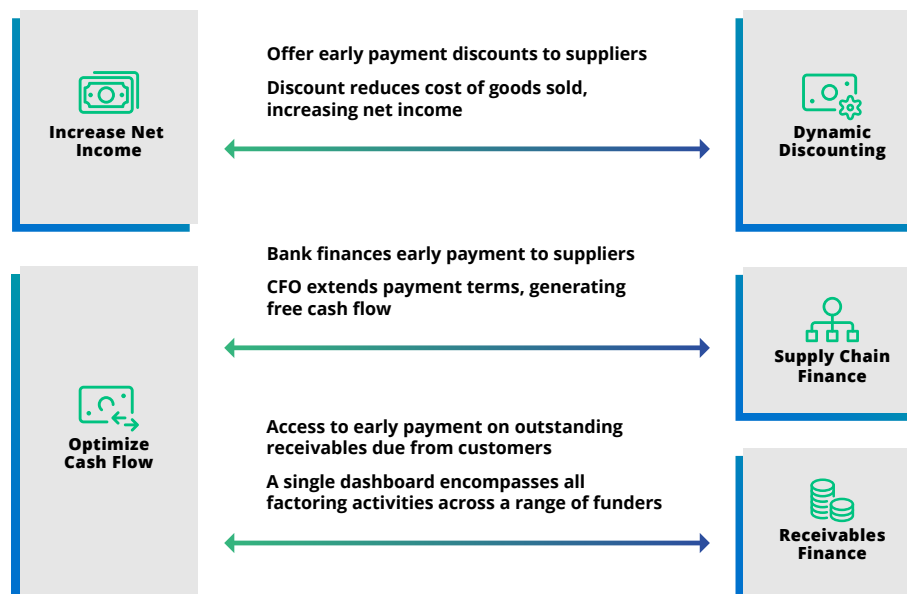 Offer early payment discounts to suppliers
Discount reduces cost of goods sold,
increasing net income
Increase Net
Income
Dynamic
Discounting
Bank finances early payment to suppliers
CFO extends payment terms, generating
free cash flow
Supply Chain
Finance
Optimize
Cash Flow
Access to early payment on outstanding
receivables due from customers
A single dashboard encompasses all
factoring activities across a range of funders
Receivables
Finance